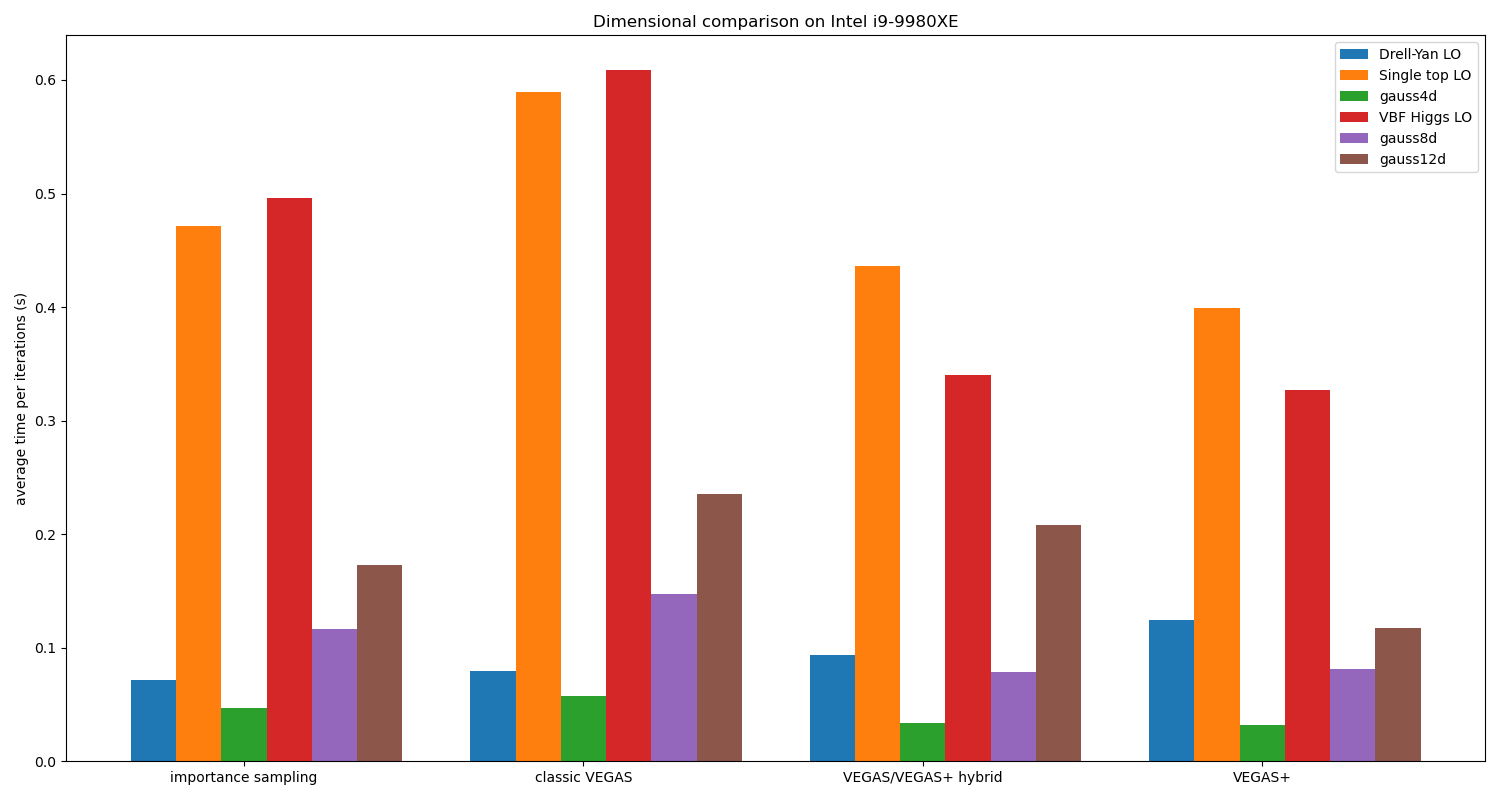 Dimensional comparison on Intel i9-9980XE
Drell-Yan LO
Single top LO
gauss4d
VBF Higgs LO
gauss8d
gauss12d
average time per iterations (s)
0.6
0.5
0.4
0.3
0.2
0.1
0.0
importance sampling
classic VEGAS
VEGAS/VEGAS+ hybrid
VEGAS+